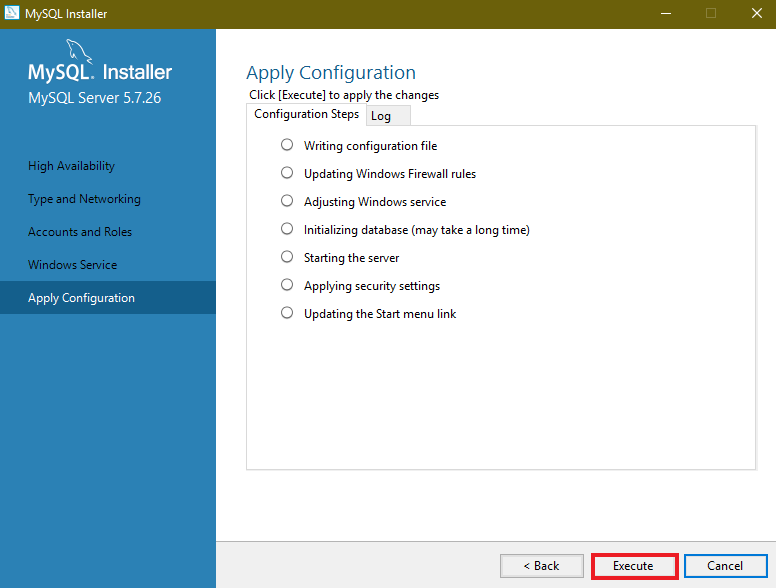 MySQL Installer
MySQL. Installer
MySQL Server 5.7.26
High Availability
Type and Networking
Accounts and Roles
Windows Service
Apply Configuration
Apply Configuration
Click [Execute] to apply the changes
Configuration Steps Log
Writing configuration file
Updating Windows Firewall rules
Adjusting Windows service
Initializing database (may take a long time)
Starting the server
Applying security settings
Updating the Start menu link
< Back Execute Cancel